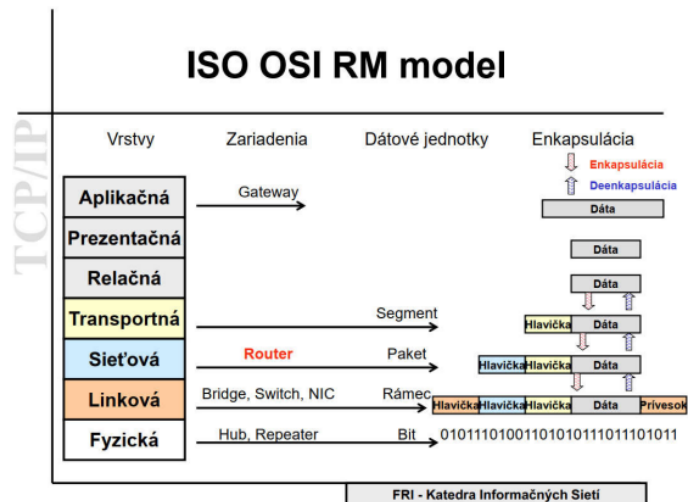 ISO OSI RM model
TCP/IP
Vrstvy Zariadenia Dátové jednotky Enkapsulácia
Enkapsulácia
Deenkapsulácia
Aplikačná Gateway Dáta
Prezentačná Dáta
Relačná Dáta
Transportná Segment Hlavička Dáta
Sieťová Router Paket Hlavička Hlavička Dáta
Linková Bridge, Switch, NIC Rámec Hlavička Hlavička Hlavička Dáta Prívesok
Fyzická Hub, Repeater Bit 0101110100110101011101110101011
FRI - Katedra Informačných Sietí